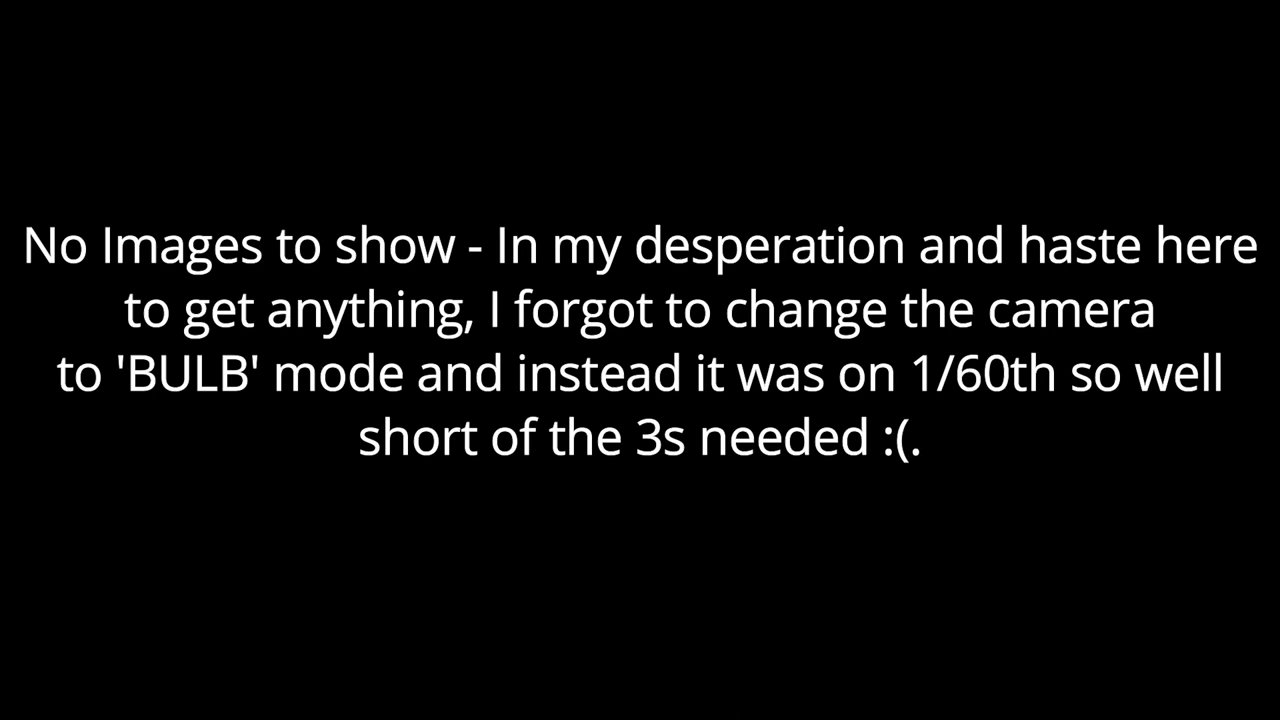 No Images to show - In my desperation and haste here
to get anything, I forgot to change the camera
to 'BULB' mode and instead it was on 1/60th so well
short of the 3s needed :(.